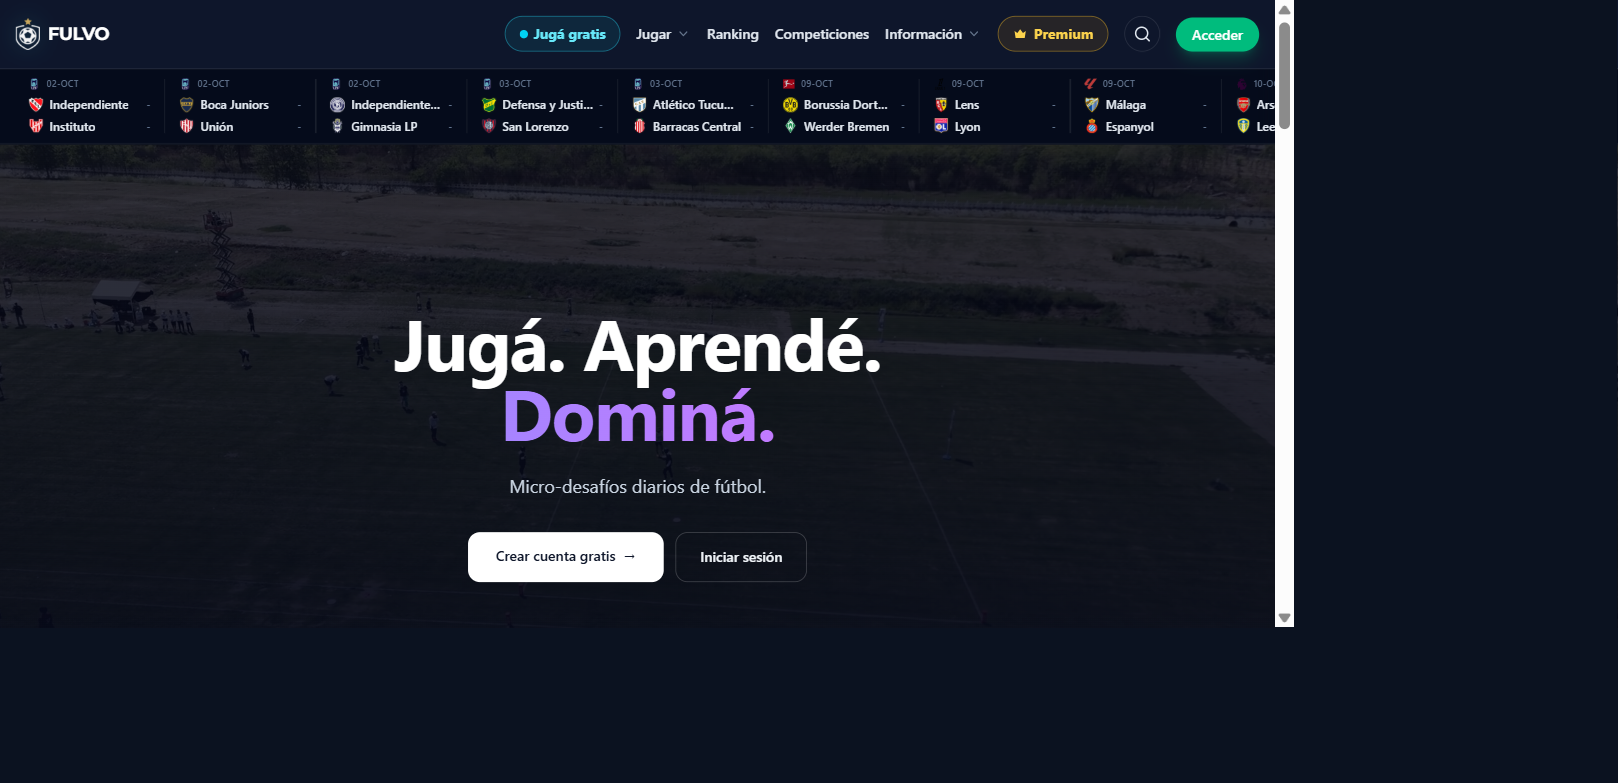 FULVO
Jugá gratis
Jugar
Ranking
Competiciones
Información
Premium
Acceder
02-OCT
Independiente -
Instituto -
02-OCT
Boca Juniors -
Unión -
02-OCT
Independiente... -
Gimnasia LP -
03-OCT
Defensa y Justi... -
San Lorenzo -
03-OCT
Atlético Tucu... -
Barracas Central -
09-OCT
Borussia Dort... -
Werder Bremen -
09-OCT
Lens -
Lyon -
09-OCT
Málaga -
Espanyol -
10-O
Ars
Lee
Jugá. Aprendé.
Dominá.
Micro-desafíos diarios de fútbol.
Crear cuenta gratis →
Iniciar sesión